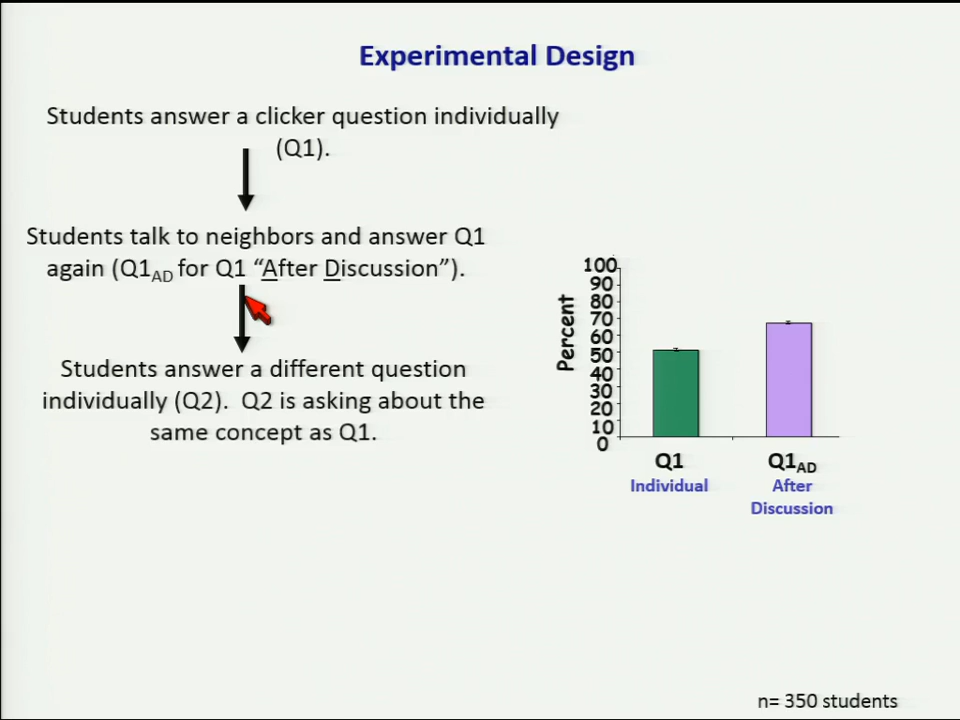 Experimental Design
Students answer a clicker question individually
(Q1).
Students talk to neighbors and answer Q1
again (Q1AD for Q1 “After Discussion”).
Students answer a different question
individually (Q2).  Q2 is asking about the
same concept as Q1.
Percent
100
90
80
70
60
50
40
30
20
10
0
Q1
Individual
Q1AD
After
Discussion
n= 350 students